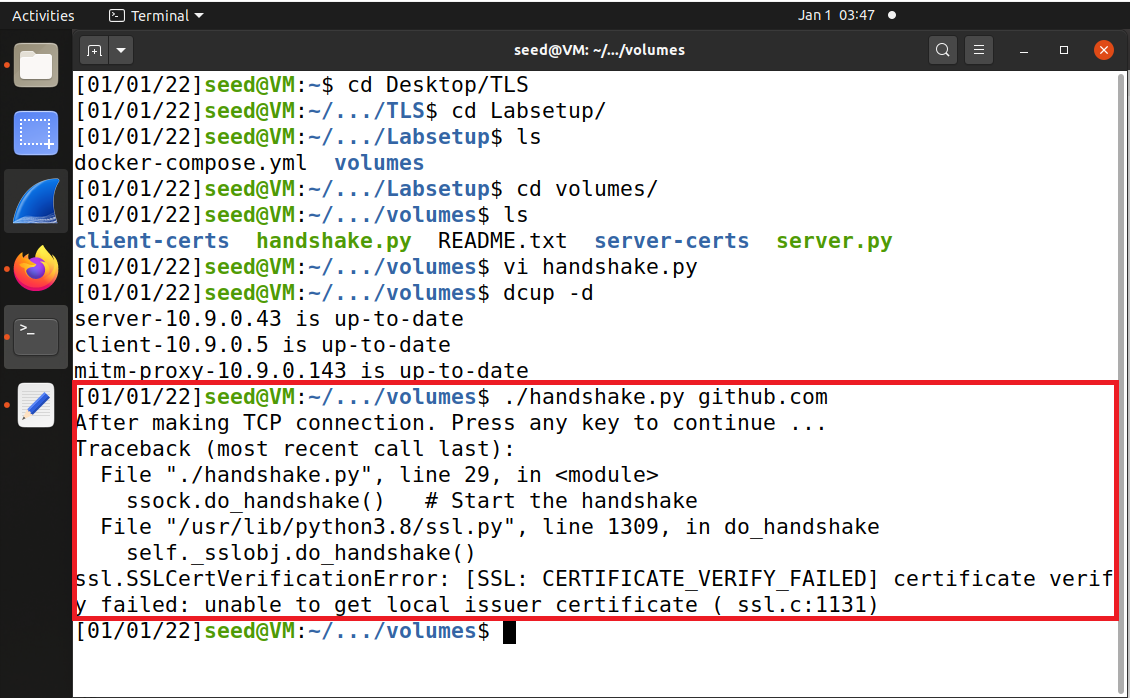 Activities Terminal Jan 1 03:47
seed@VM: ~/.../volumes
[01/01/22]seed@VM:~$ cd Desktop/TLS
[01/01/22]seed@VM:~/.../TLS$ cd Labsetup/
[01/01/22]seed@VM:~/.../Labsetup$ ls
docker-compose.yml  volumes
[01/01/22]seed@VM:~/.../Labsetup$ cd volumes/
[01/01/22]seed@VM:~/.../volumes$ ls
client-certs  handshake.py  README.txt  server-certs  server.py
[01/01/22]seed@VM:~/.../volumes$ vi handshake.py
[01/01/22]seed@VM:~/.../volumes$ dcup -d
server-10.9.0.43 is up-to-date
client-10.9.0.5 is up-to-date
mitm-proxy-10.9.0.143 is up-to-date
[01/01/22]seed@VM:~/.../volumes$ ./handshake.py github.com
After making TCP connection. Press any key to continue ...
Traceback (most recent call last):
  File "./handshake.py", line 29, in <module>
    ssock.do_handshake()   # Start the handshake
  File "/usr/lib/python3.8/ssl.py", line 1309, in do_handshake
    self._sslobj.do_handshake()
ssl.SSLCertVerificationError: [SSL: CERTIFICATE_VERIFY_FAILED] certificate verif
y failed: unable to get local issuer certificate ( ssl.c:1131)
[01/01/22]seed@VM:~/.../volumes$